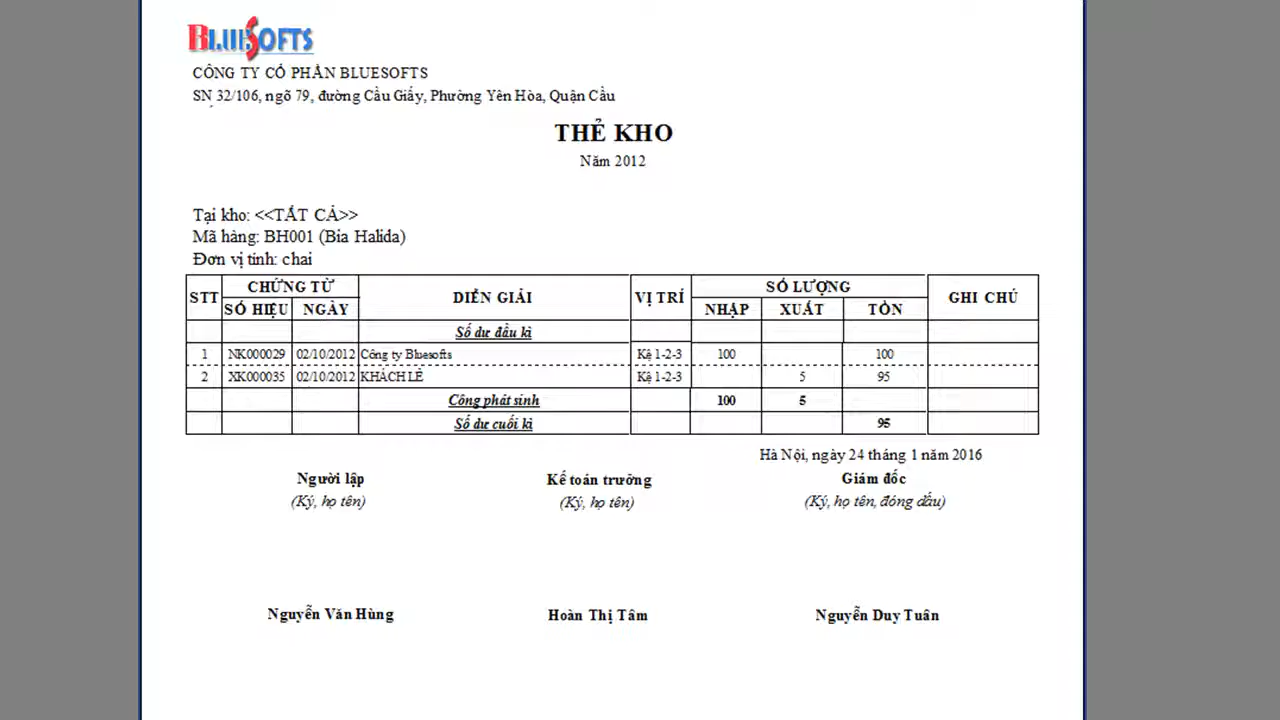 BLUESOFTS
CÔNG TY CỔ PHẦN BLUESOFTS
SN 32/106, ngõ 79, đường Cầu Giấy, Phường Yên Hòa, Quận Cầu
THẺ KHO
Năm 2012
Tại kho: <<TẤT CẢ>>
Mã hàng: BH001 (Bia Halida)
Đơn vị tính: chai
STT CHỨNG TỪ DIỄN GIẢI VỊ TRÍ SỐ LƯỢNG GHI CHÚ
SỐ HIỆU NGÀY NHẬP XUẤT TỒN
Số dư đầu kì
1 NK000029 02/10/2012 Công ty Bluesofts Kệ 1-2-3 100 100
2 XK000035 02/10/2012 KHÁCH LẺ Kệ 1-2-3 5 95
Cộng phát sinh 100 5
Số dư cuối kì 95
Hà Nội, ngày 24 tháng 1 năm 2016
Người lập Kế toán trưởng Giám đốc
(Ký, họ tên) (Ký, họ tên) (Ký, họ tên, đóng dấu)
Nguyễn Văn Hùng Hoàn Thị Tâm Nguyễn Duy Tuân